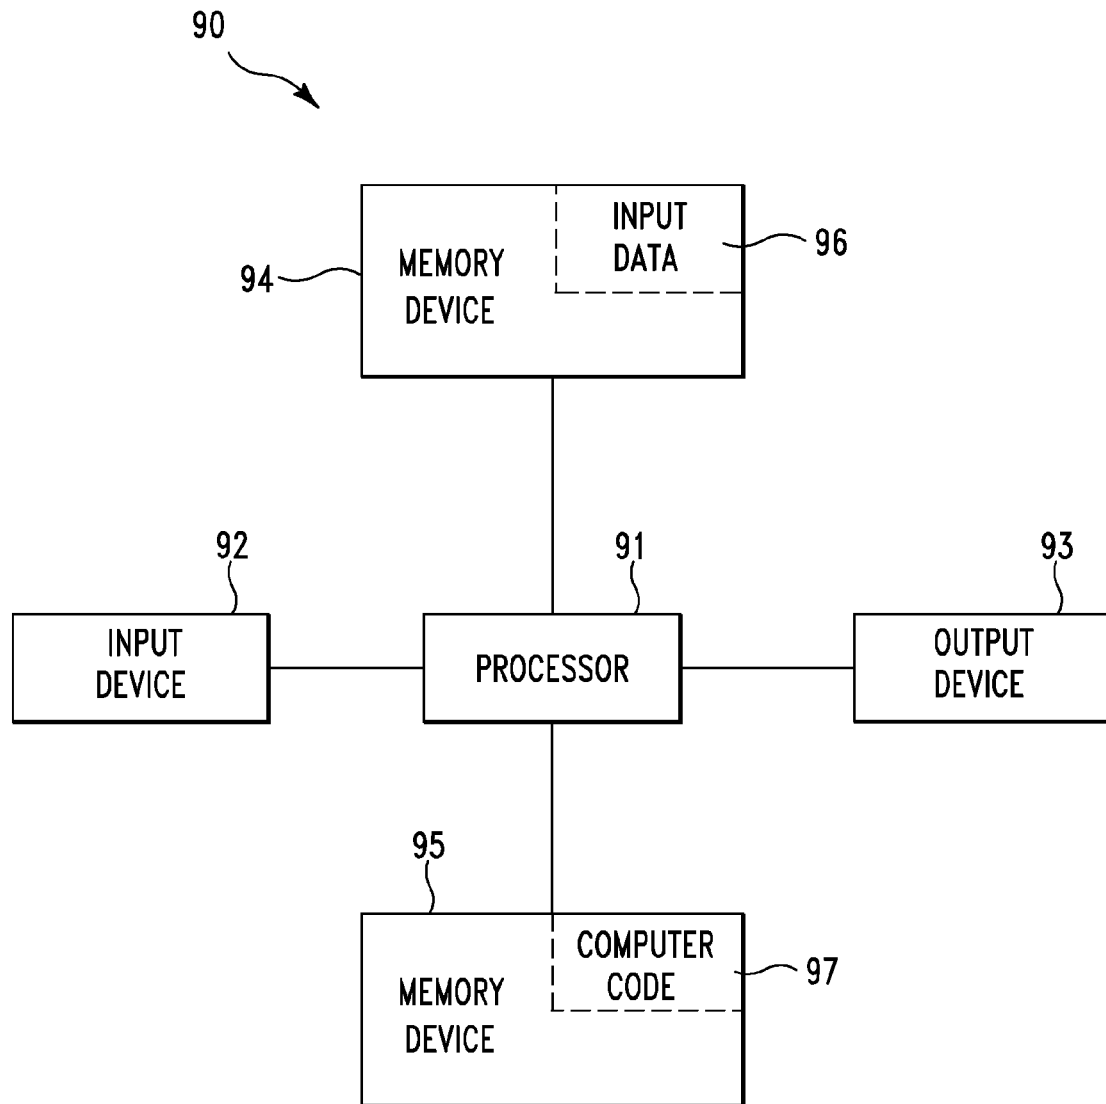 90
INPUT
DATA
96
MEMORY
DEVICE
94
92
91
93
INPUT
DEVICE
PROCESSOR
OUTPUT
DEVICE
95
COMPUTER
CODE
97
MEMORY
DEVICE